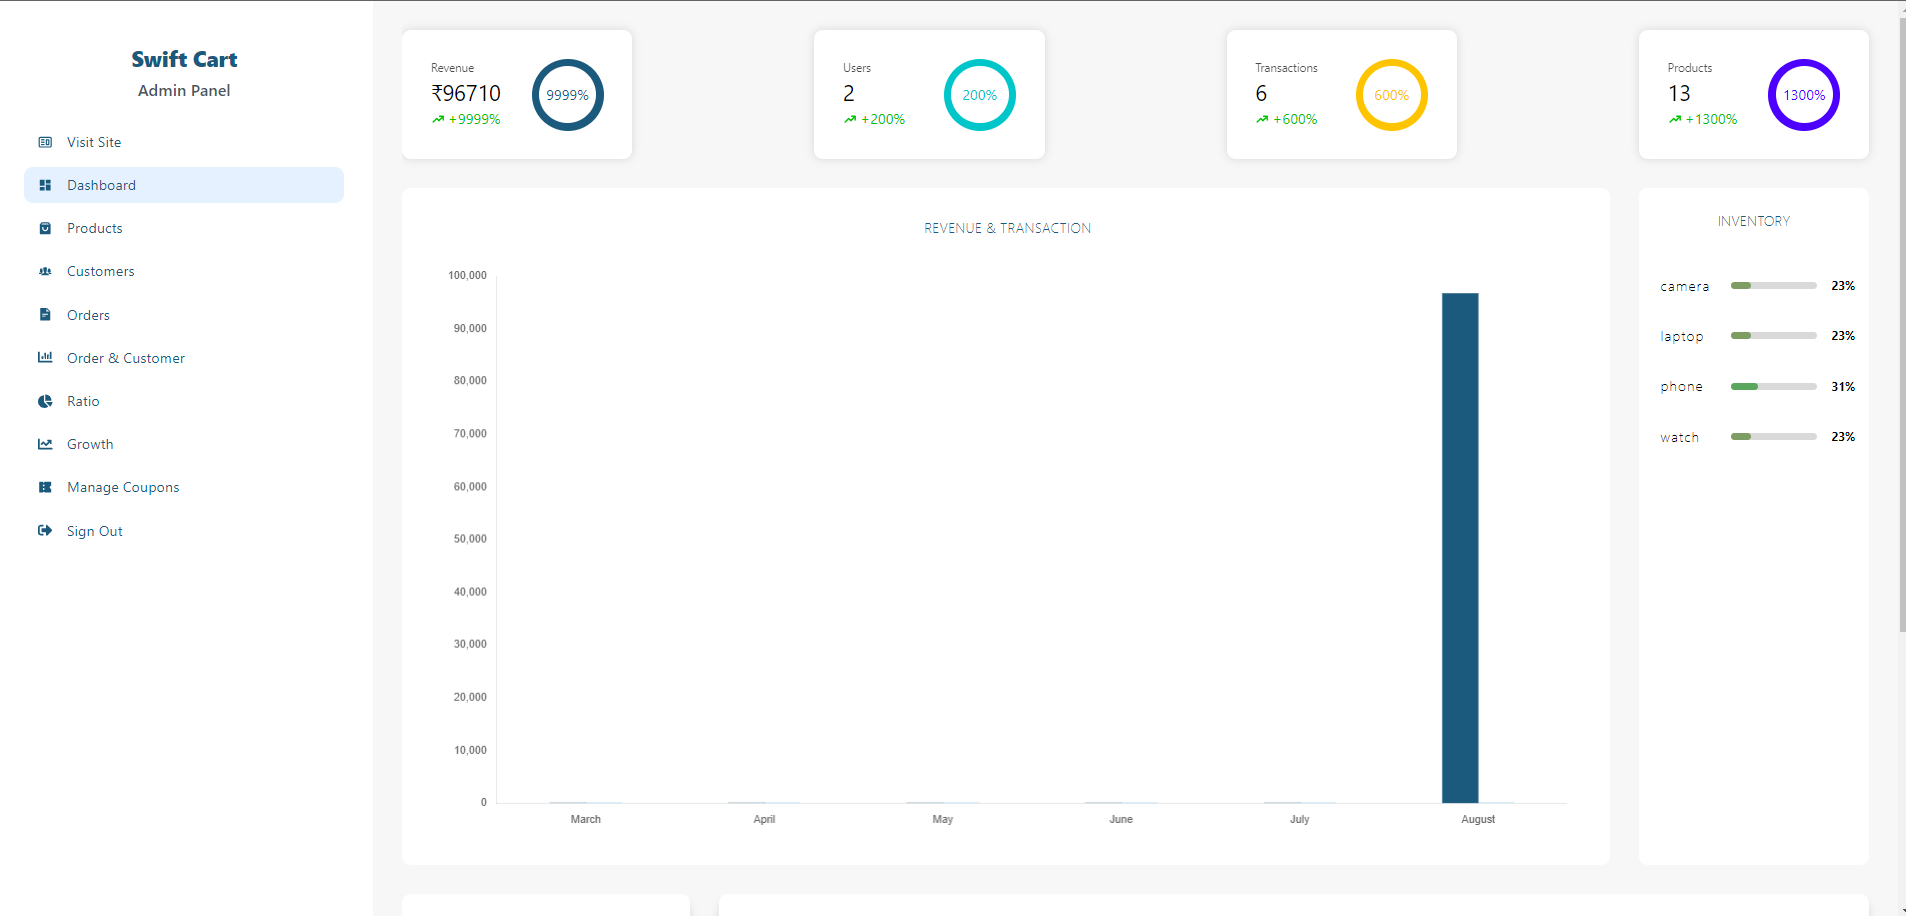 Swift Cart
Admin Panel
Visit Site
Dashboard
Products
Customers
Orders
Order & Customer
Ratio
Growth
Manage Coupons
Sign Out
Revenue
₹96710
+9999%
9999%
Users
2
+200%
200%
Transactions
6
+600%
600%
Products
13
+1300%
1300%
REVENUE & TRANSACTION
100,000
90,000
80,000
70,000
60,000
50,000
40,000
30,000
20,000
10,000
0
March April May June July August
INVENTORY
camera 23%
laptop 23%
phone 31%
watch 23%